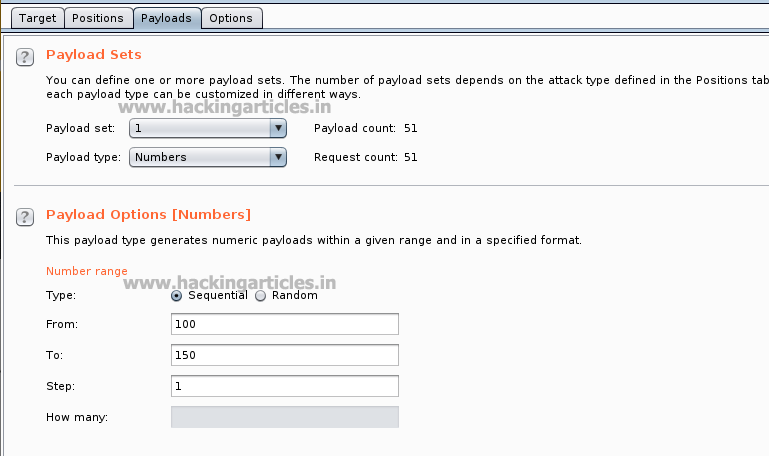 Target Positions Payloads Options
? Payload Sets
You can define one or more payload sets. The number of payload sets depends on the attack type defined in the Positions tab
each payload type can be customized in different ways.
www.hackingarticles.in
Payload set: 1 Payload count: 51
Payload type: Numbers Request count: 51
? Payload Options [Numbers]
This payload type generates numeric payloads within a given range and in a specified format.
Number range
www.hackingarticles.in
Type: Sequential Random
From: 100
To: 150
Step: 1
How many: